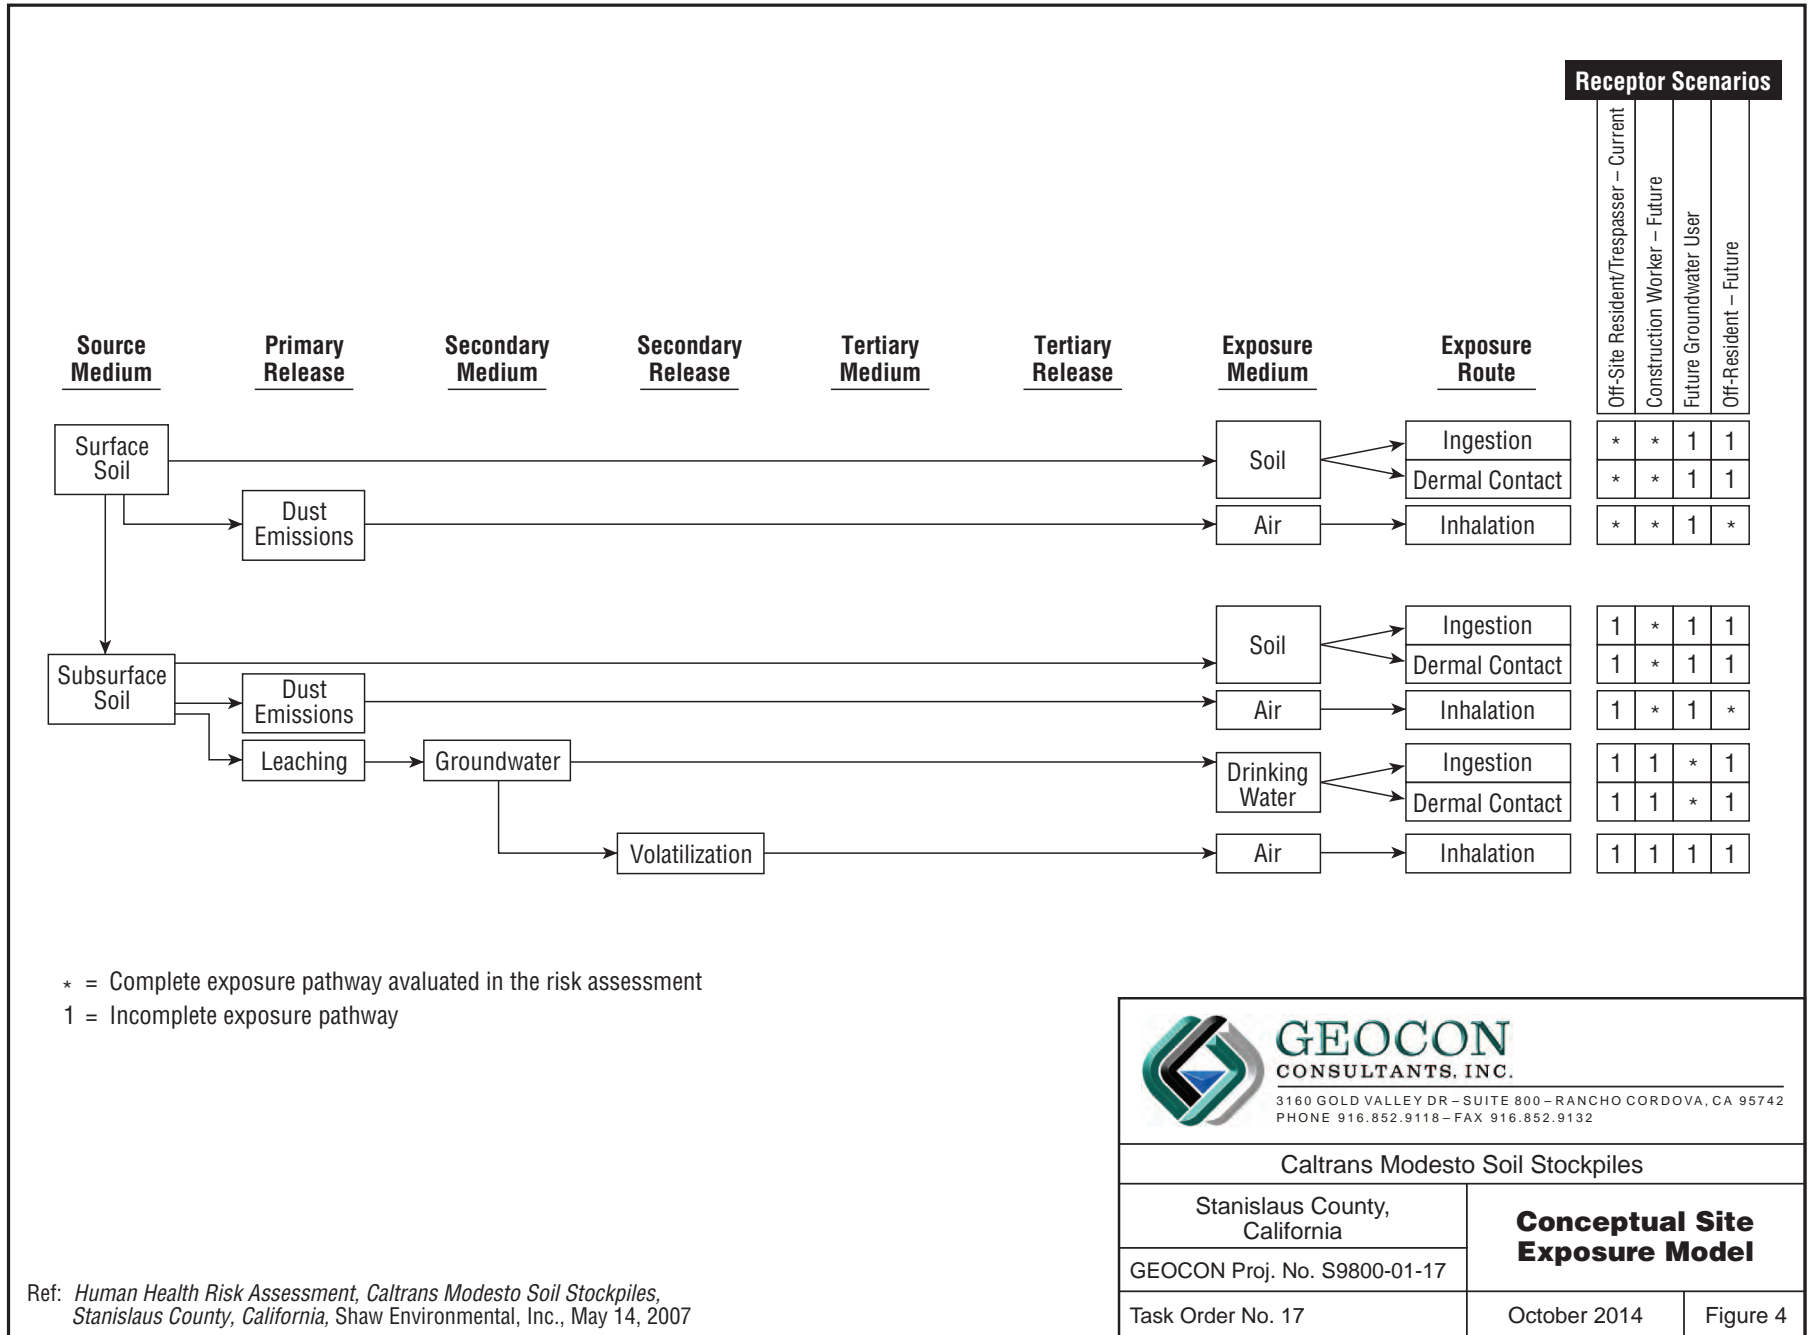 Receptor Scenarios
Off-Site Resident/Trespasser – Current
Construction Worker – Future
Future Groundwater User
Off-Resident – Future
Source
Medium
Primary
Release
Secondary
Medium
Secondary
Release
Tertiary
Medium
Tertiary
Release
Exposure
Medium
Exposure
Route
Surface
Soil
Soil
Ingestion
* * 1 1
Dermal Contact
* * 1 1
Dust
Emissions
Air
Inhalation
* * 1 *
Subsurface
Soil
Soil
Ingestion
1 * 1 1
Dermal Contact
1 * 1 1
Dust
Emissions
Air
Inhalation
1 * 1 *
Leaching
Groundwater
Drinking
Water
Ingestion
1 1 * 1
Dermal Contact
1 1 * 1
Volatilization
Air
Inhalation
1 1 1 1
* = Complete exposure pathway avaluated in the risk assessment
1 = Incomplete exposure pathway
Ref: Human Health Risk Assessment, Caltrans Modesto Soil Stockpiles,
Stanislaus County, California, Shaw Environmental, Inc., May 14, 2007
GEOCON
CONSULTANTS, INC.
3160 GOLD VALLEY DR – SUITE 800 – RANCHO CORDOVA, CA 95742
PHONE 916.852.9118 – FAX 916.852.9132
Caltrans Modesto Soil Stockpiles
Stanislaus County,
California
GEOCON Proj. No. S9800-01-17
Task Order No. 17
Conceptual Site
Exposure Model
October 2014
Figure 4